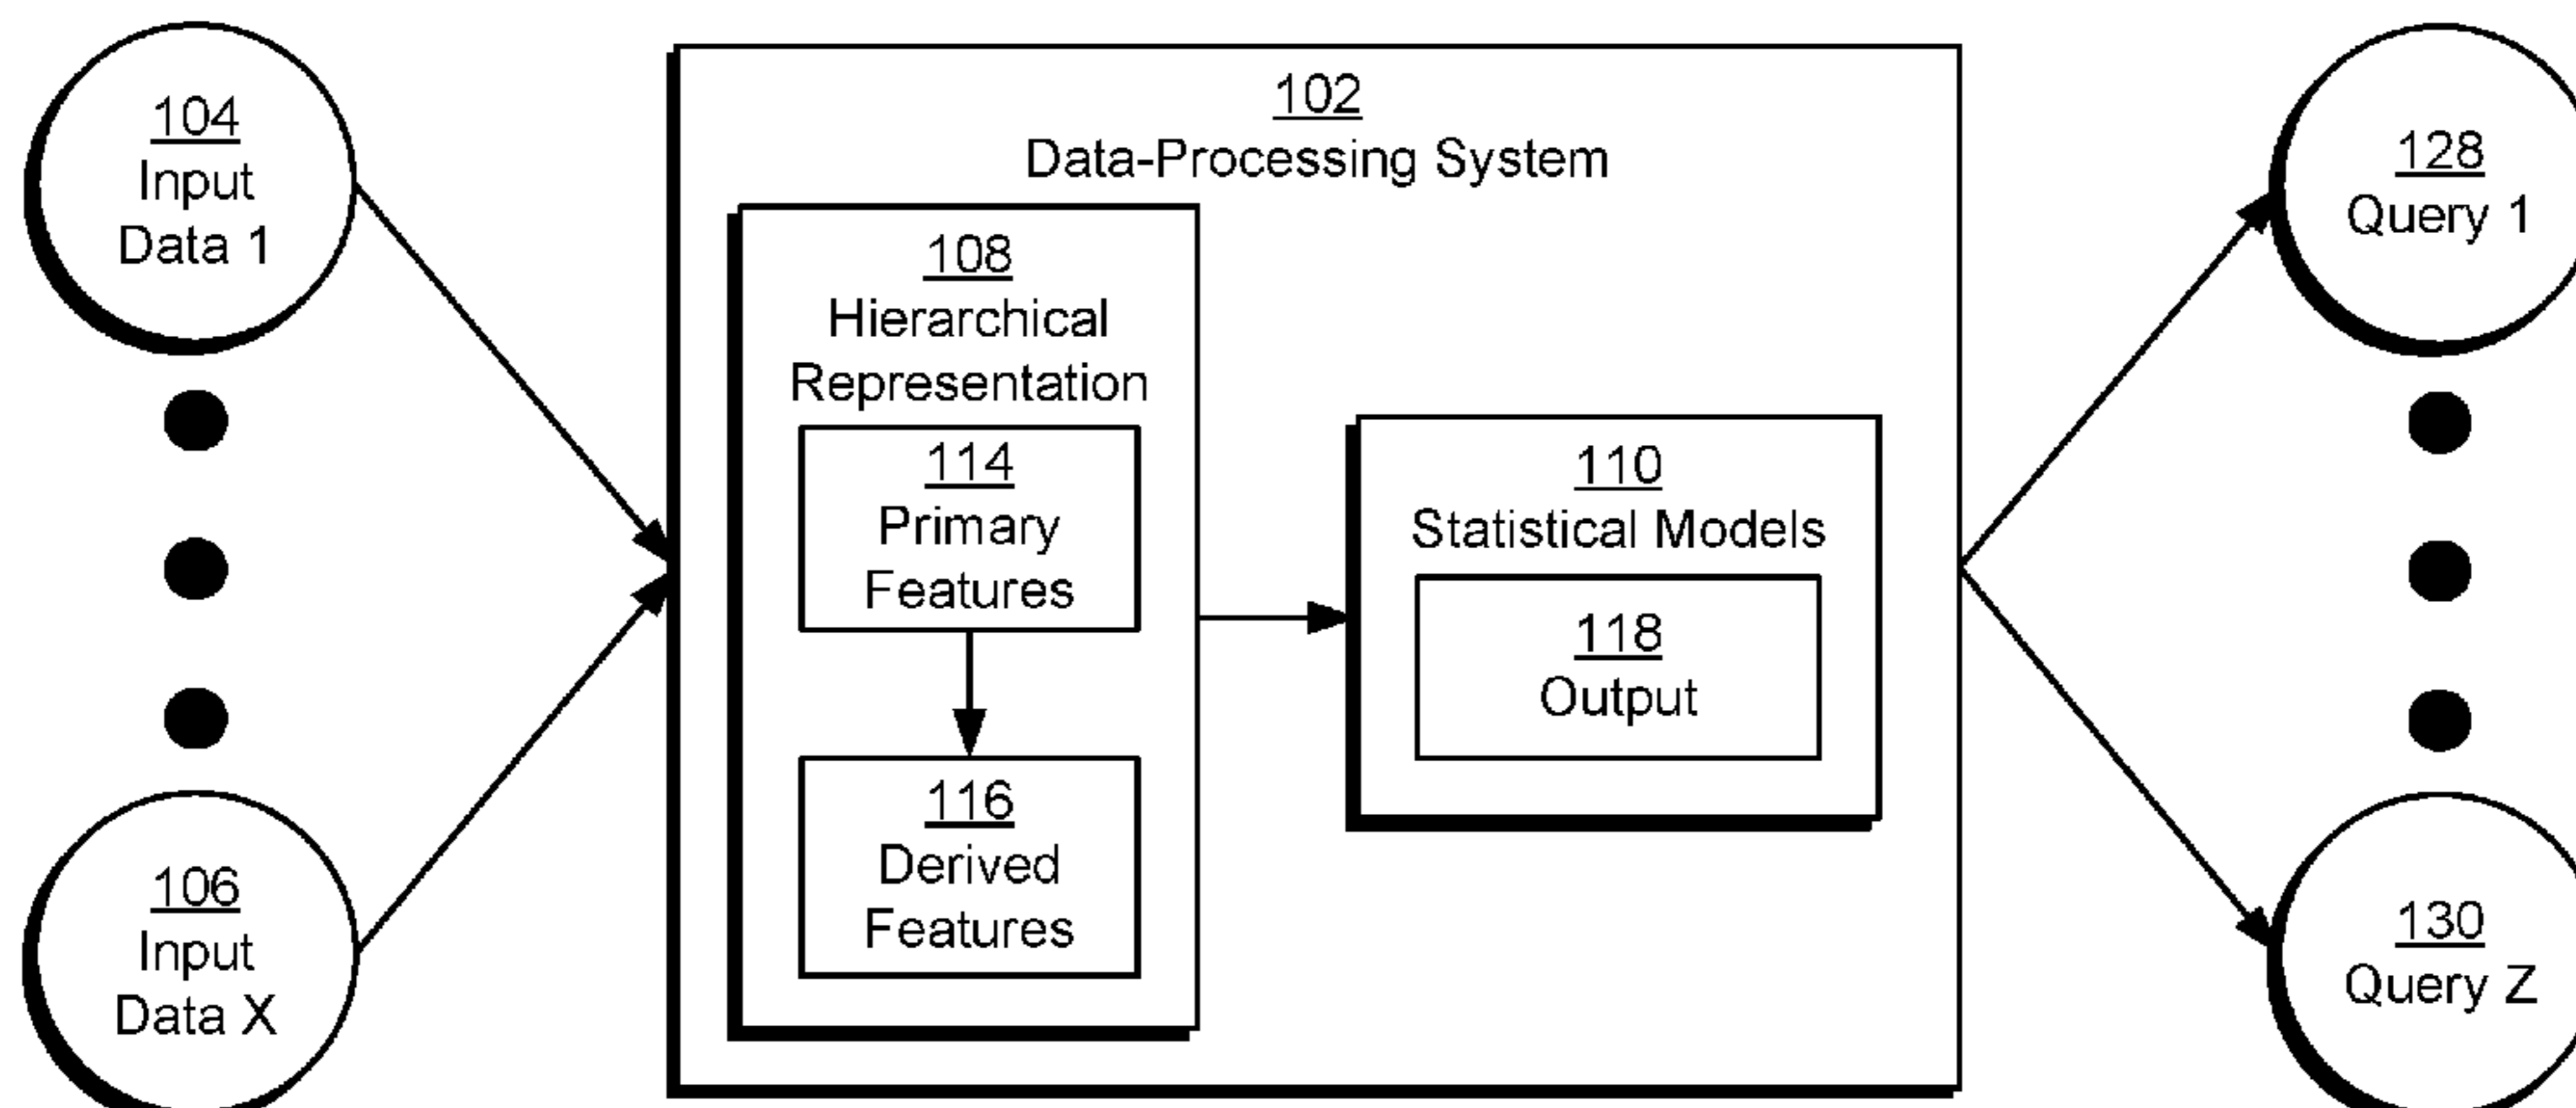 104
Input
Data 1
106
Input
Data X
102
Data-Processing System
108
Hierarchical
Representation
114
Primary
Features
116
Derived
Features
110
Statistical Models
118
Output
128
Query 1
130
Query Z